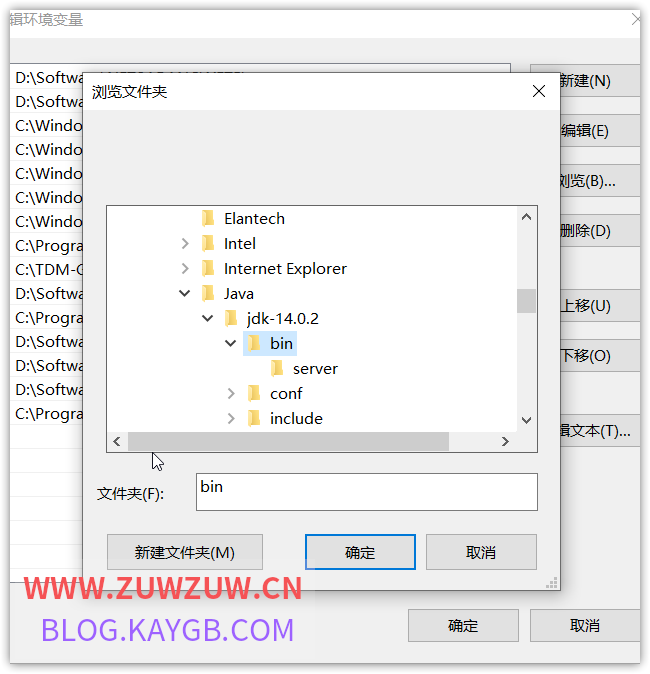 辑环境变量
D:\Softwa
浏览文件夹
D:\Softwa
C:\Windo
C:\Windo
C:\Windo
C:\Windo
C:\Windo
C:\Progra
C:\TDM-G
D:\Softwa
C:\Progra
D:\Softwa
D:\Softwa
D:\Softwa
C:\Progra
Elantech
Intel
Internet Explorer
Java
jdk-14.0.2
bin
server
conf
include
文件夹(F):
bin
新建文件夹(M)
确定
取消
新建(N)
编辑(E)
浏览(B)...
删除(D)
上移(U)
下移(O)
辑文本(T)...
WWW.ZUWZUW.CN
BLOG.KAYGB.COM
确定
取消